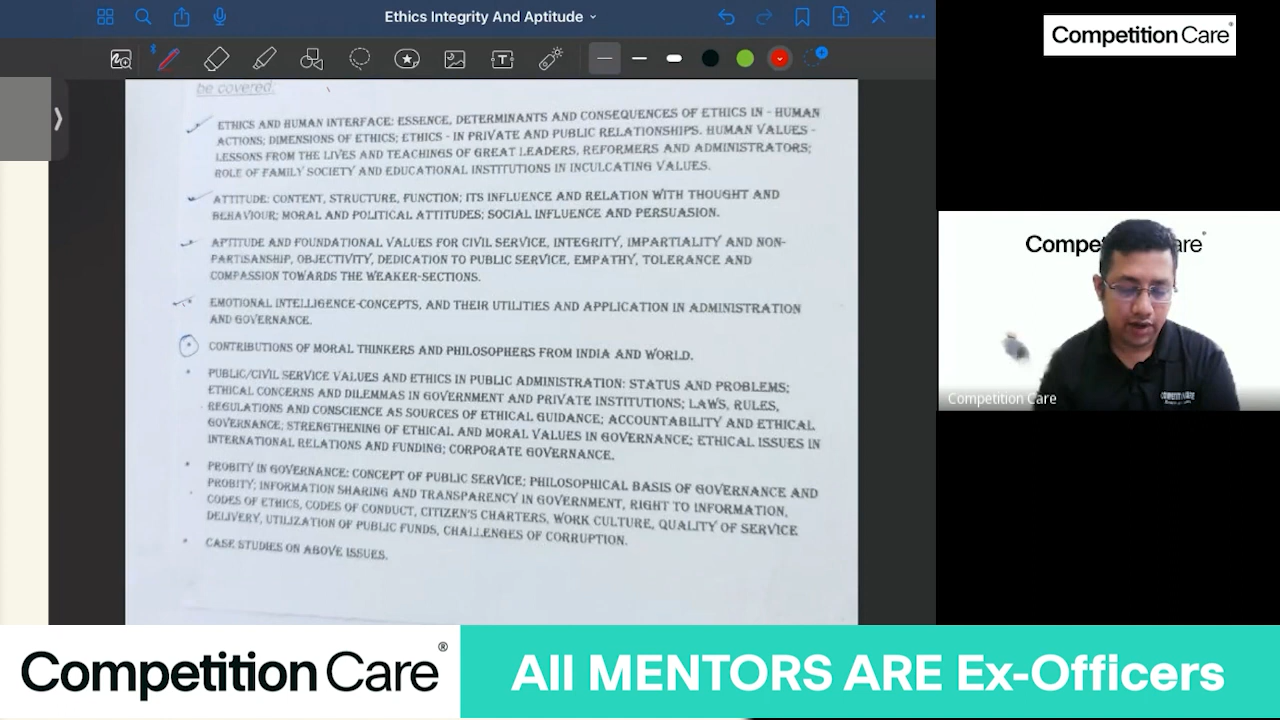 Ethics Integrity And Aptitude
Competition Care
be covered:
ETHICS AND HUMAN INTERFACE: ESSENCE, DETERMINANTS AND CONSEQUENCES OF ETHICS IN - HUMAN
ACTIONS; DIMENSIONS OF ETHICS; ETHICS - IN PRIVATE AND PUBLIC RELATIONSHIPS. HUMAN VALUES -
LESSONS FROM THE LIVES AND TEACHINGS OF GREAT LEADERS, REFORMERS AND ADMINISTRATORS;
ROLE OF FAMILY SOCIETY AND EDUCATIONAL INSTITUTIONS IN INCULCATING VALUES.
ATTITUDE: CONTENT, STRUCTURE, FUNCTION; ITS INFLUENCE AND RELATION WITH THOUGHT AND
BEHAVIOUR; MORAL AND POLITICAL ATTITUDES; SOCIAL INFLUENCE AND PERSUASION.
• APTITUDE AND FOUNDATIONAL VALUES FOR CIVIL SERVICE, INTEGRITY, IMPARTIALITY AND NON-
PARTISANSHIP, OBJECTIVITY, DEDICATION TO PUBLIC SERVICE, EMPATHY, TOLERANCE AND
COMPASSION TOWARDS THE WEAKER-SECTIONS.
• EMOTIONAL INTELLIGENCE-CONCEPTS, AND THEIR UTILITIES AND APPLICATION IN ADMINISTRATION
AND GOVERNANCE.
• CONTRIBUTIONS OF MORAL THINKERS AND PHILOSOPHERS FROM INDIA AND WORLD.
• PUBLIC/CIVIL SERVICE VALUES AND ETHICS IN PUBLIC ADMINISTRATION: STATUS AND PROBLEMS;
ETHICAL CONCERNS AND DILEMMAS IN GOVERNMENT AND PRIVATE INSTITUTIONS; LAWS, RULES,
REGULATIONS AND CONSCIENCE AS SOURCES OF ETHICAL GUIDANCE; ACCOUNTABILITY AND ETHICAL
GOVERNANCE; STRENGTHENING OF ETHICAL AND MORAL VALUES IN GOVERNANCE; ETHICAL ISSUES IN
INTERNATIONAL RELATIONS AND FUNDING; CORPORATE GOVERNANCE.
• PROBITY IN GOVERNANCE: CONCEPT OF PUBLIC SERVICE; PHILOSOPHICAL BASIS OF GOVERNANCE AND
PROBITY; INFORMATION SHARING AND TRANSPARENCY IN GOVERNMENT, RIGHT TO INFORMATION,
CODES OF ETHICS, CODES OF CONDUCT, CITIZEN'S CHARTERS, WORK CULTURE, QUALITY OF SERVICE
DELIVERY, UTILIZATION OF PUBLIC FUNDS, CHALLENGES OF CORRUPTION.
• CASE STUDIES ON ABOVE ISSUES.
Competition Care
Competition Care® All MENTORS ARE Ex-Officers